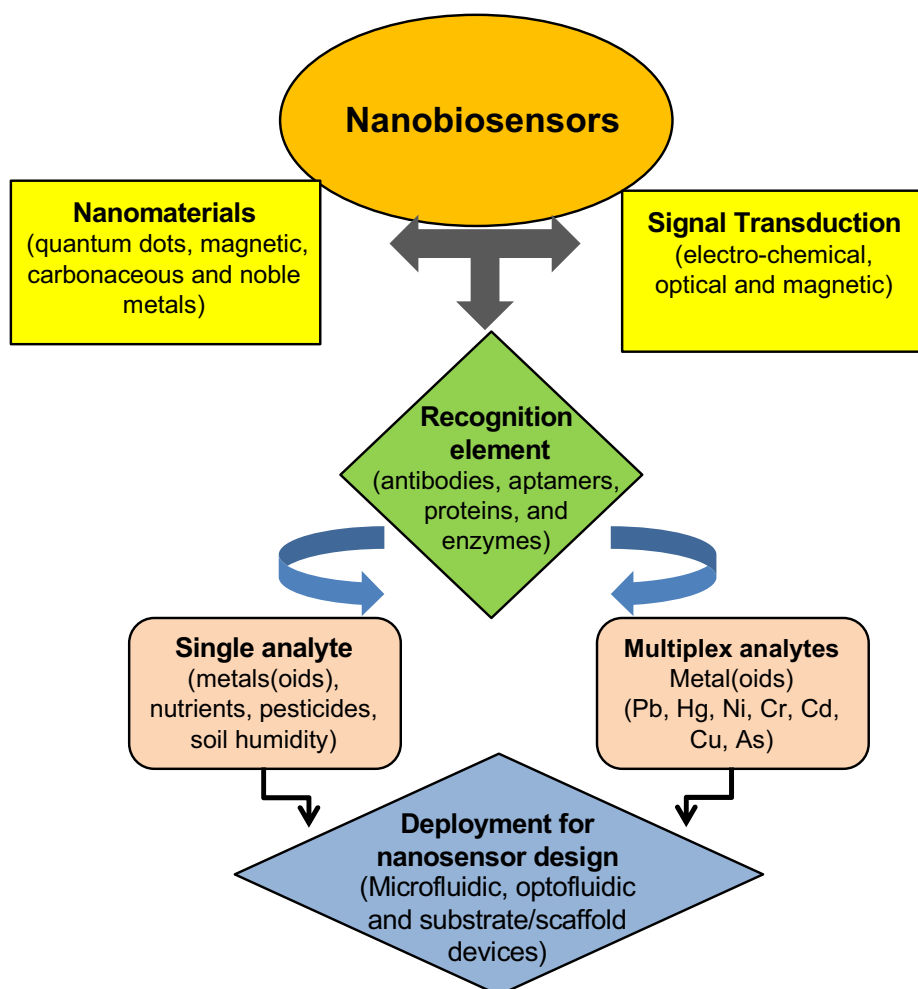 Nanobiosensors
Nanomaterials
(quantum dots, magnetic,
carbonaceous and noble
metals)
Signal Transduction
(electro-chemical,
optical and magnetic)
Recognition
element
(antibodies, aptamers,
proteins, and
enzymes)
Single analyte
(metals(oids),
nutrients, pesticides,
soil humidity)
Multiplex analytes
Metal(oids)
(Pb, Hg, Ni, Cr, Cd,
Cu, As)
Deployment for
nanosensor design
(Microfluidic, optofluidic
and substrate/scaffold
devices)